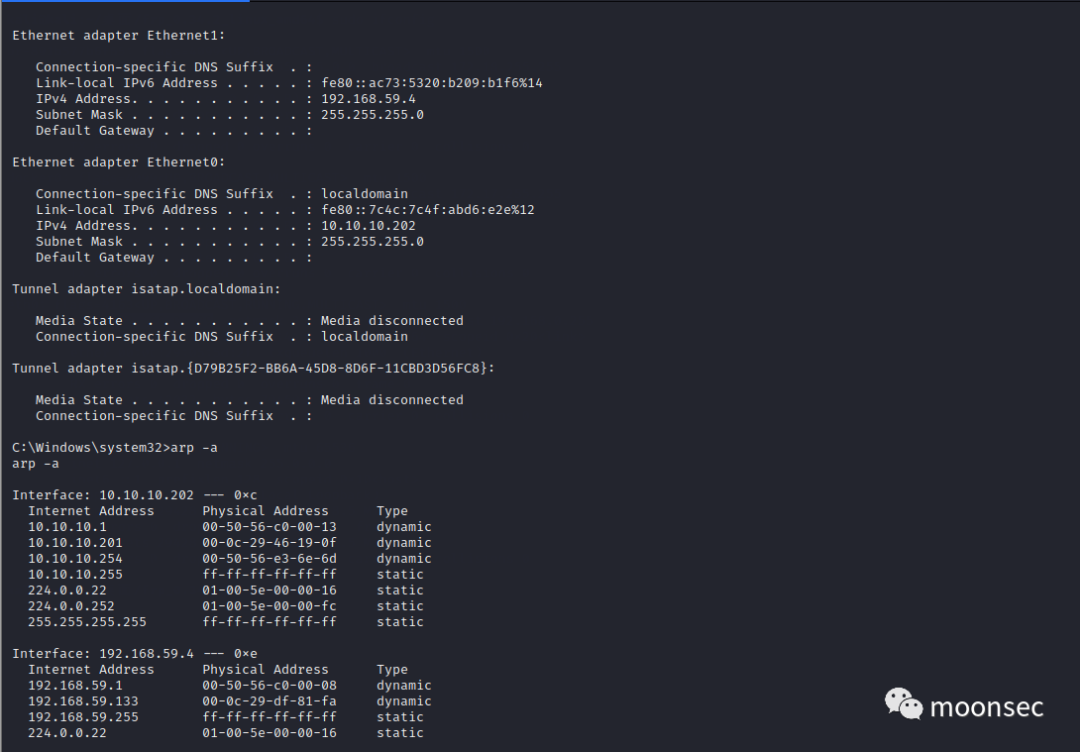 Ethernet adapter Ethernet1:
Connection-specific DNS Suffix  . :
Link-local IPv6 Address . . . . . : fe80::ac73:5320:b209:b1f6%14
IPv4 Address. . . . . . . . . . . : 192.168.59.4
Subnet Mask . . . . . . . . . . . : 255.255.255.0
Default Gateway . . . . . . . . . :
Ethernet adapter Ethernet0:
Connection-specific DNS Suffix  . : localdomain
Link-local IPv6 Address . . . . . : fe80::7c4c:7c4f:abd6:e2e%12
IPv4 Address. . . . . . . . . . . : 10.10.10.202
Subnet Mask . . . . . . . . . . . : 255.255.255.0
Default Gateway . . . . . . . . . :
Tunnel adapter isatap.localdomain:
Media State . . . . . . . . . . . : Media disconnected
Connection-specific DNS Suffix  . : localdomain
Tunnel adapter isatap.{D79B25F2-BB6A-45D8-8D6F-11CBD3D56FC8}:
Media State . . . . . . . . . . . : Media disconnected
Connection-specific DNS Suffix  . :
C:\Windows\system32>arp -a
arp -a
Interface: 10.10.10.202 --- 0×c
Internet Address      Physical Address      Type
10.10.10.1            00-50-56-c0-00-13     dynamic
10.10.10.201          00-0c-29-46-19-0f     dynamic
10.10.10.254          00-50-56-e3-6e-6d     dynamic
10.10.10.255          ff-ff-ff-ff-ff-ff     static
224.0.0.22            01-00-5e-00-00-16     static
224.0.0.252           01-00-5e-00-00-fc     static
255.255.255.255       ff-ff-ff-ff-ff-ff     static
Interface: 192.168.59.4 --- 0×e
Internet Address      Physical Address      Type
192.168.59.1          00-50-56-c0-00-08     dynamic
192.168.59.133        00-0c-29-df-81-fa     dynamic
192.168.59.255        ff-ff-ff-ff-ff-ff     static
224.0.0.22            01-00-5e-00-00-16     static
moonsec